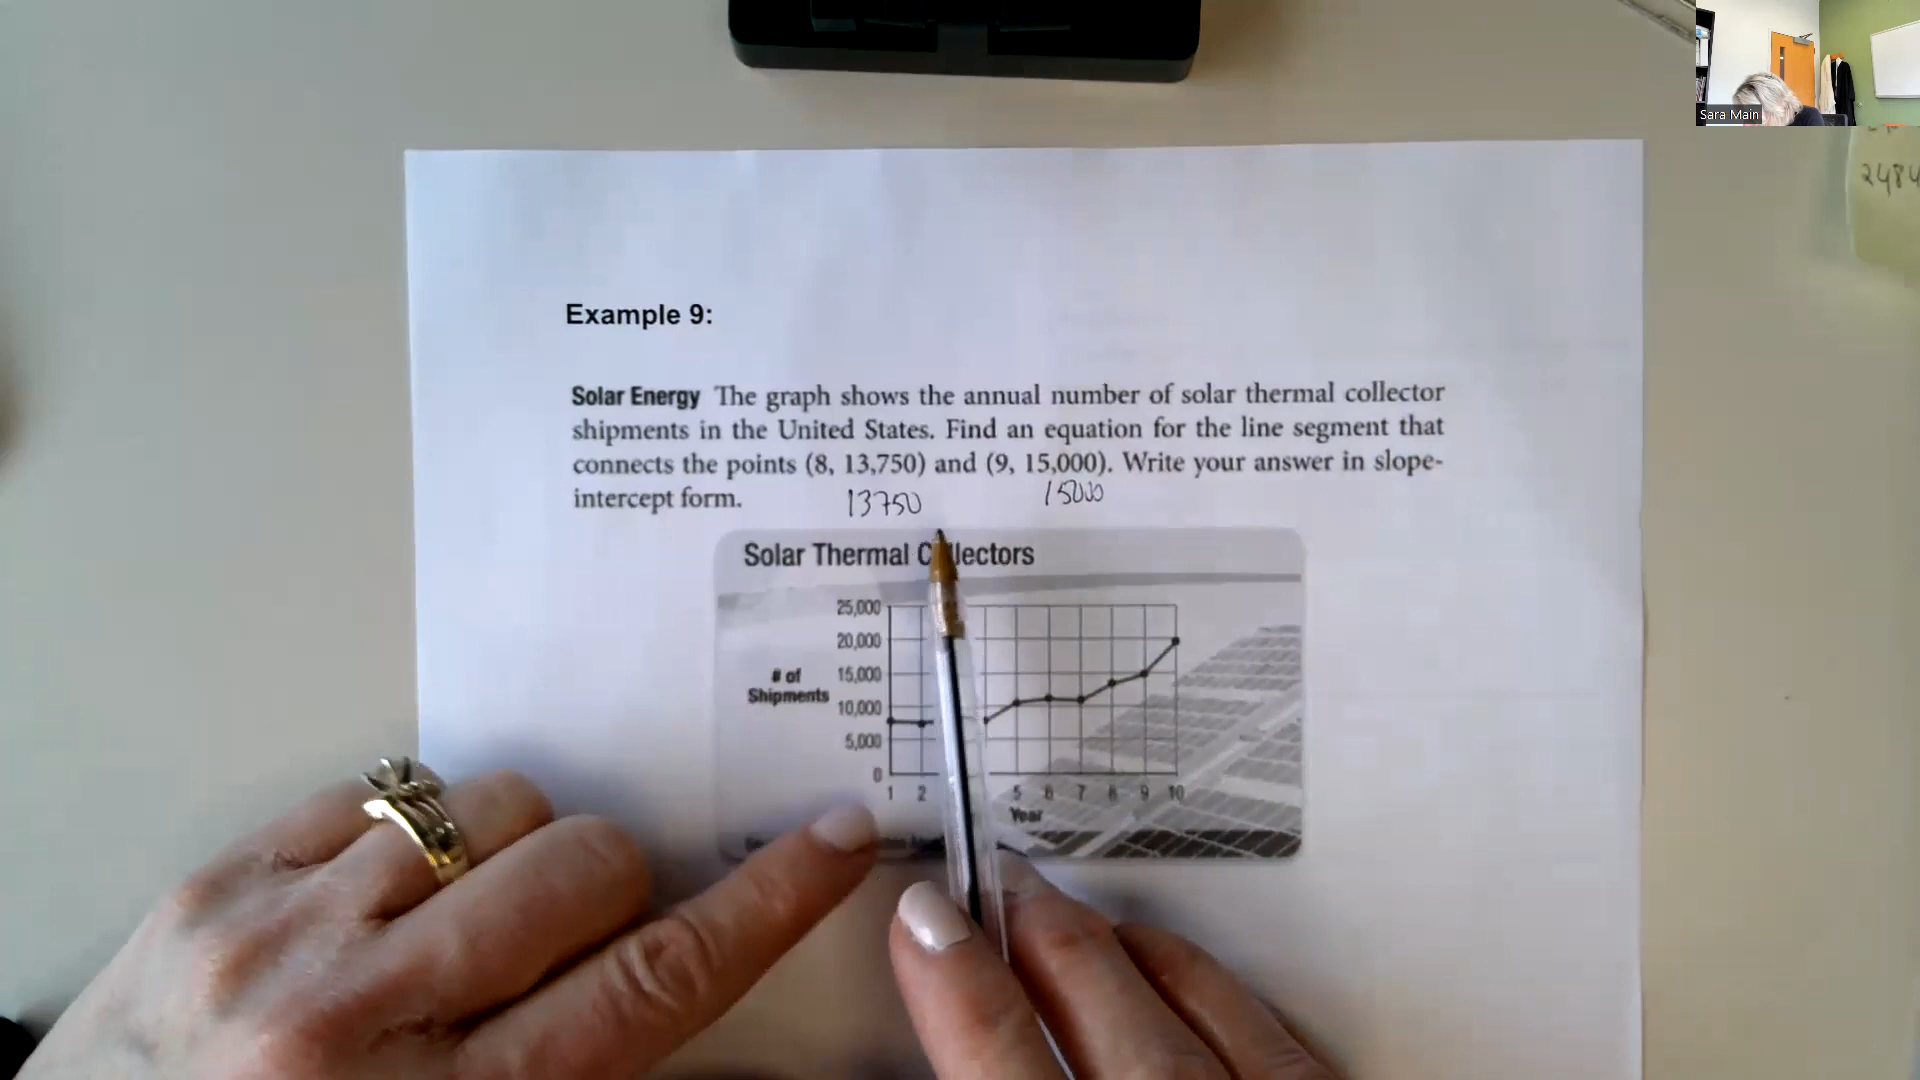 Sara Main
2484
Example 9:
Solar Energy The graph shows the annual number of solar thermal collector
shipments in the United States. Find an equation for the line segment that
connects the points (8, 13,750) and (9, 15,000). Write your answer in slope-
intercept form.
13750 15000
Solar Thermal Collectors
25,000
20,000
# of
Shipments
15,000
10,000
5,000
0
1 2 5 6 7 8 9 10
Year